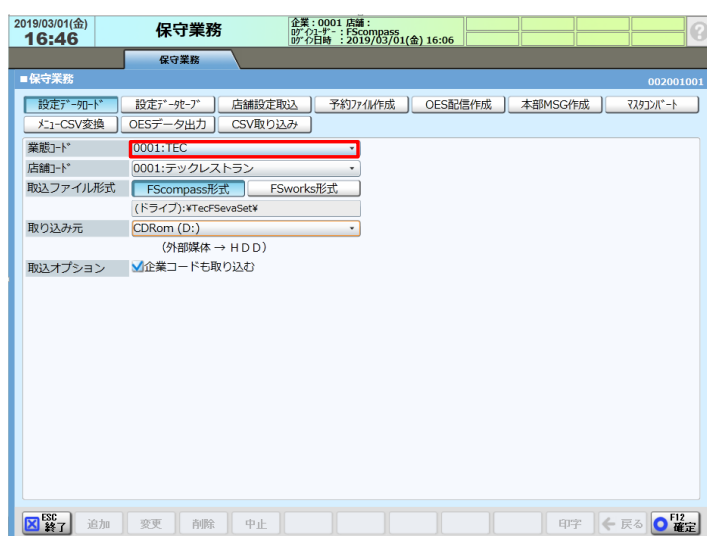 2019/03/01(金)
16:46
保守業務
企業：0001 店舗：
ﾛｸﾞｲﾝﾕｰｻﾞｰ：FScompass
ﾛｸﾞｲﾝ日時 ：2019/03/01(金) 16:06
?
保守業務
■保守業務
002001001
設定ﾃﾞｰﾀﾛｰﾄﾞ 設定ﾃﾞｰﾀｾｰﾌﾞ 店舗設定取込 予約ﾌｧｲﾙ作成 OES配信作成 本部MSG作成 ﾏｽﾀｺﾝﾊﾞｰﾄ
ﾒﾆｭｰCSV変換 OESデータ出力 CSV取り込み
業態ｺｰﾄﾞ 0001:TEC
店舗ｺｰﾄﾞ 0001:テックレストラン
取込ファイル形式 FScompass形式 FSworks形式
(ドライブ):¥TecFSevaSet¥
取り込み元 CDRom (D:)
（外部媒体 → ＨＤＤ）
取込オプション 企業コードも取り込む
ESC 終了 追加 変更 削除 中止 印字 戻る F12 確定